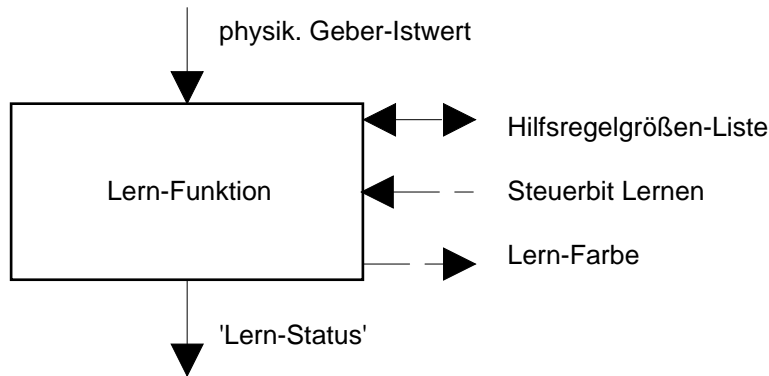 physik. Geber-Istwert
Hilfsregelgrößen-Liste
Lern-Funktion
Steuerbit Lernen
Lern-Farbe
'Lern-Status'